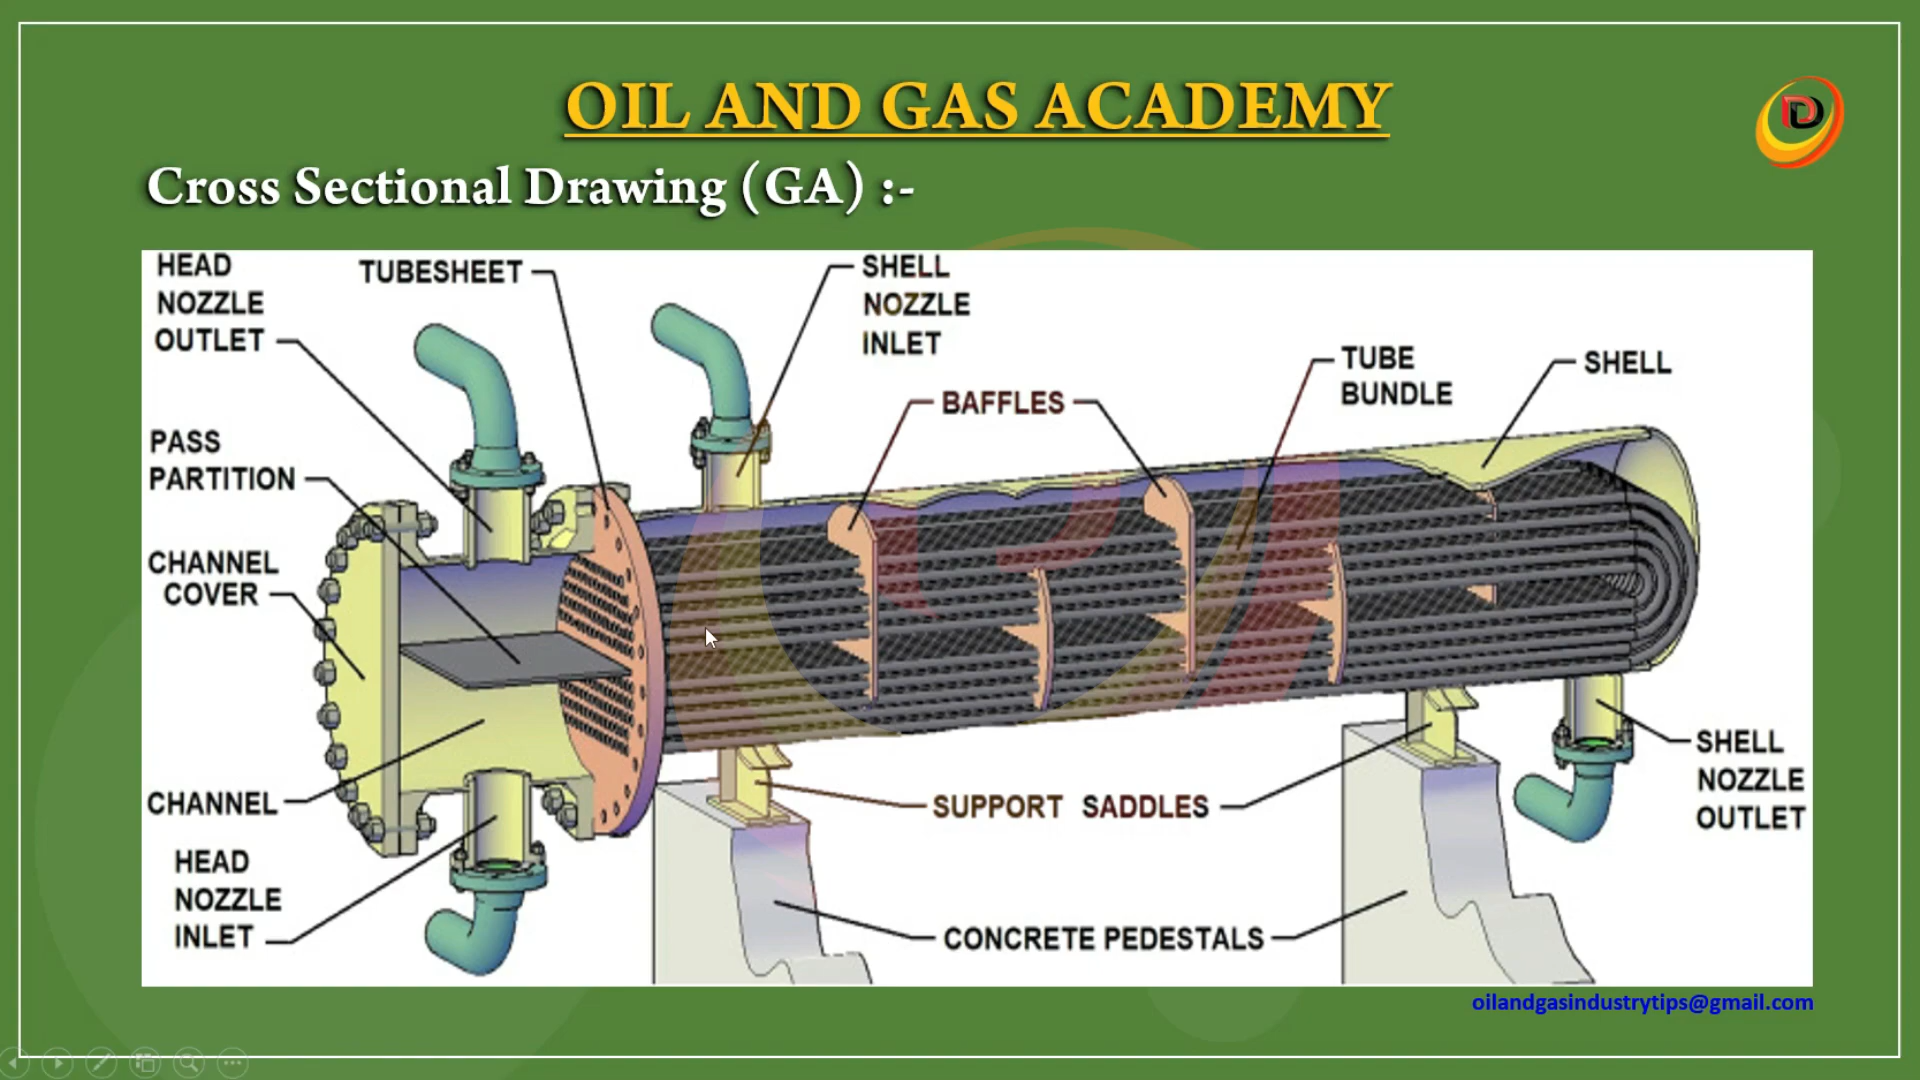 OIL AND GAS ACADEMY
Cross Sectional Drawing (GA) :-
HEAD
NOZZLE
OUTLET
TUBESHEET
SHELL
NOZZLE
INLET
BAFFLES
TUBE
BUNDLE
SHELL
PASS
PARTITION
CHANNEL
COVER
CHANNEL
HEAD
NOZZLE
INLET
SUPPORT SADDLES
CONCRETE PEDESTALS
SHELL
NOZZLE
OUTLET
oilandgasindustrytips@gmail.com